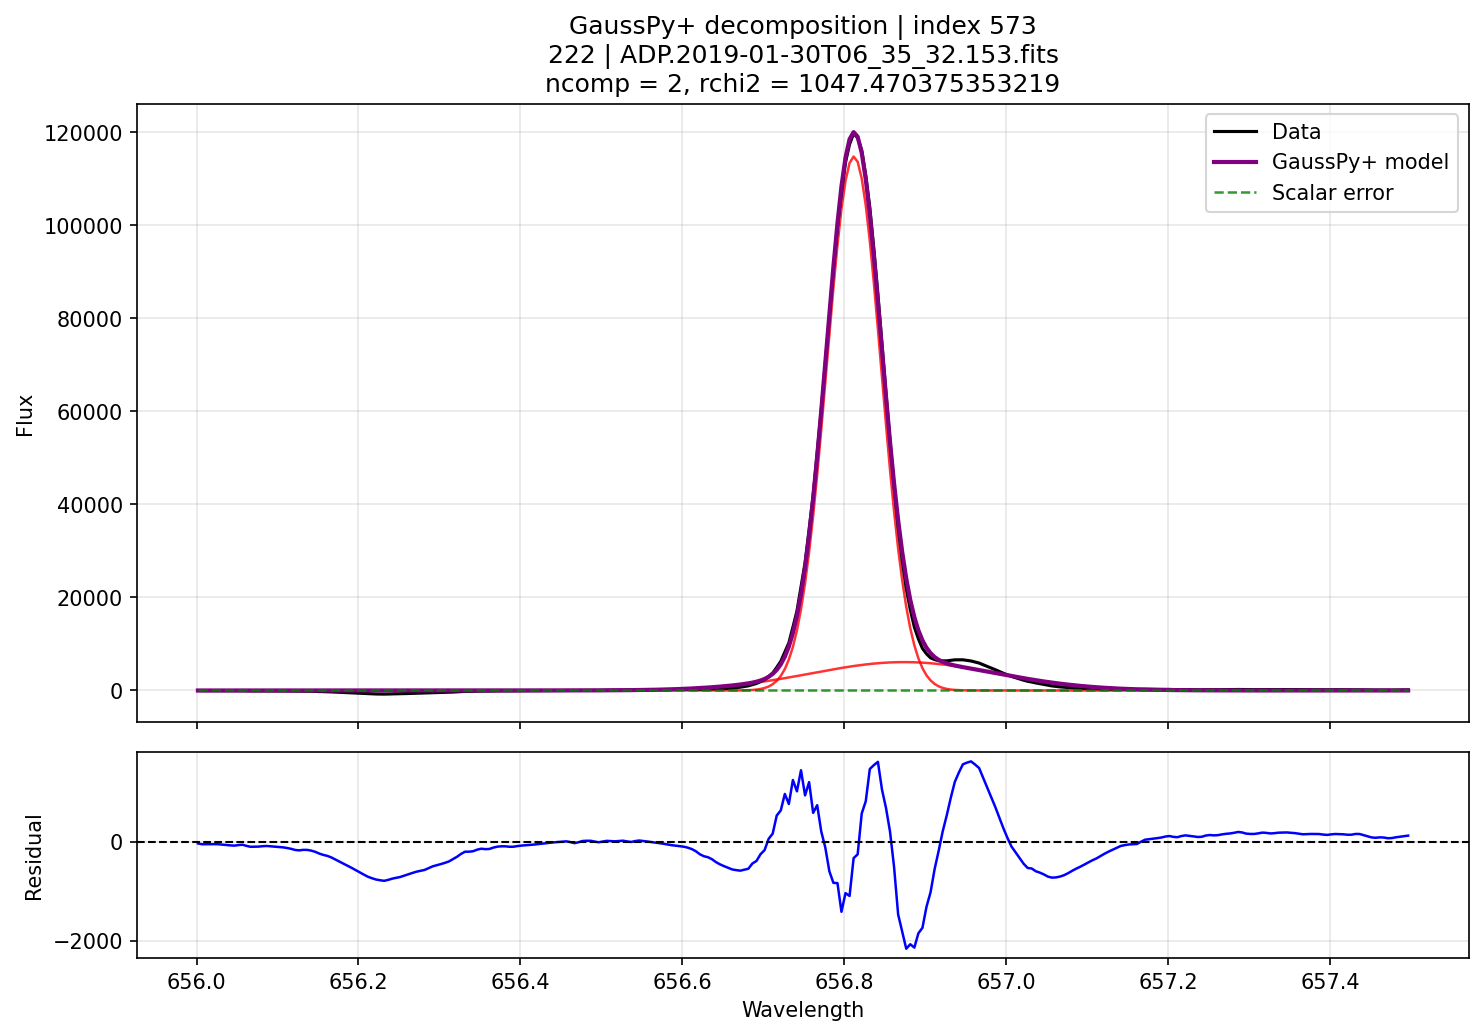 GaussPy+ decomposition | index 573
222 | ADP.2019-01-30T06_35_32.153.fits
ncomp = 2, rchi2 = 1047.470375353219
Data
GaussPy+ model
Scalar error
120000
100000
80000
60000
40000
20000
0
Flux
0
−2000
Residual
656.0
656.2
656.4
656.6
656.8
657.0
657.2
657.4
Wavelength